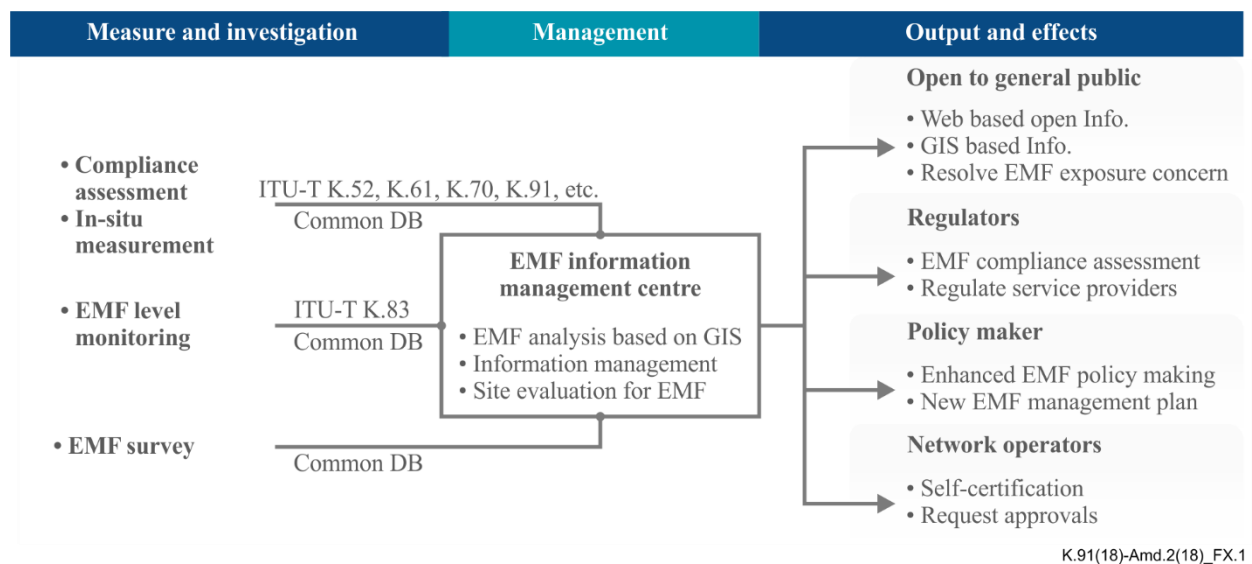 Measure and investigation
Management
Output and effects
• Compliance
assessment
• In-situ
measurement
ITU-T K.52, K.61, K.70, K.91, etc.
Common DB
• EMF level
monitoring
ITU-T K.83
Common DB
• EMF survey
Common DB
EMF information
management centre
• EMF analysis based on GIS
• Information management
• Site evaluation for EMF
Open to general public
• Web based open Info.
• GIS based Info.
• Resolve EMF exposure concern
Regulators
• EMF compliance assessment
• Regulate service providers
Policy maker
• Enhanced EMF policy making
• New EMF management plan
Network operators
• Self-certification
• Request approvals
K.91(18)-Amd.2(18)_FX.1